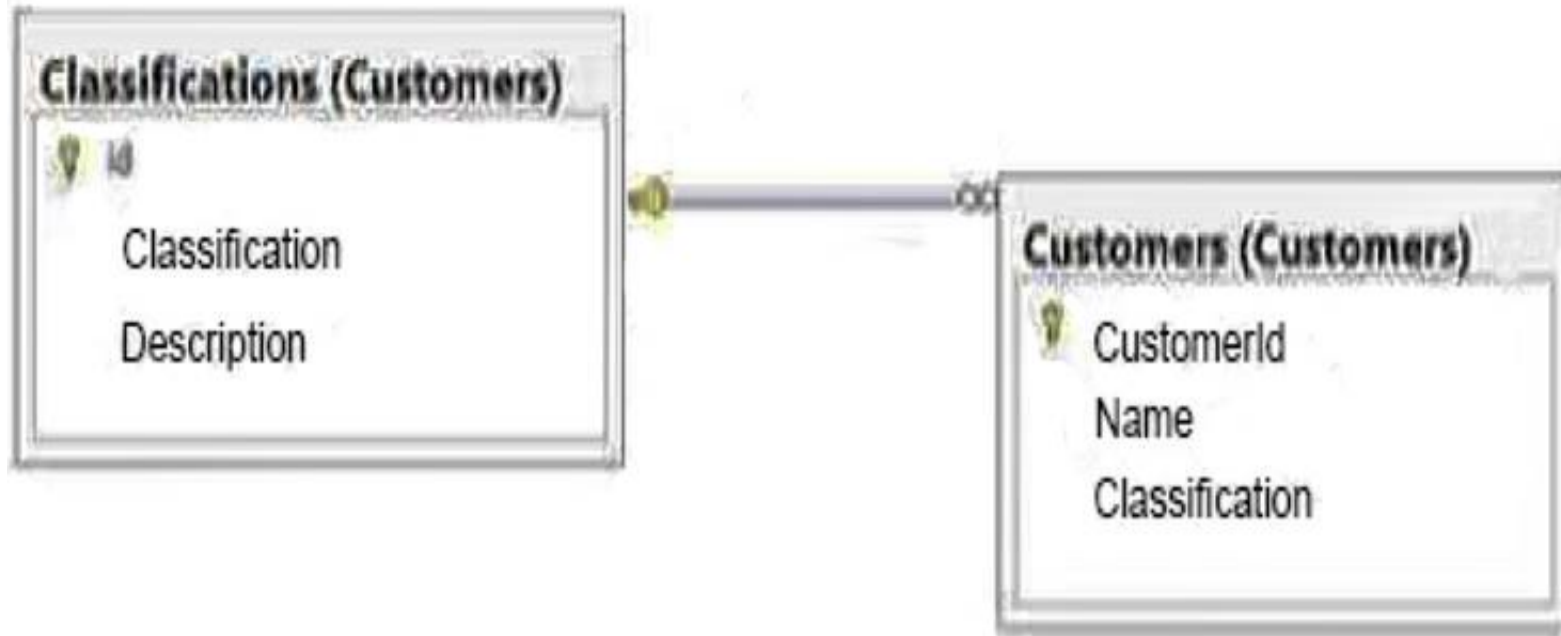 Classifications (Customers)
Id
Classification
Description
Customers (Customers)
CustomerId
Name
Classification